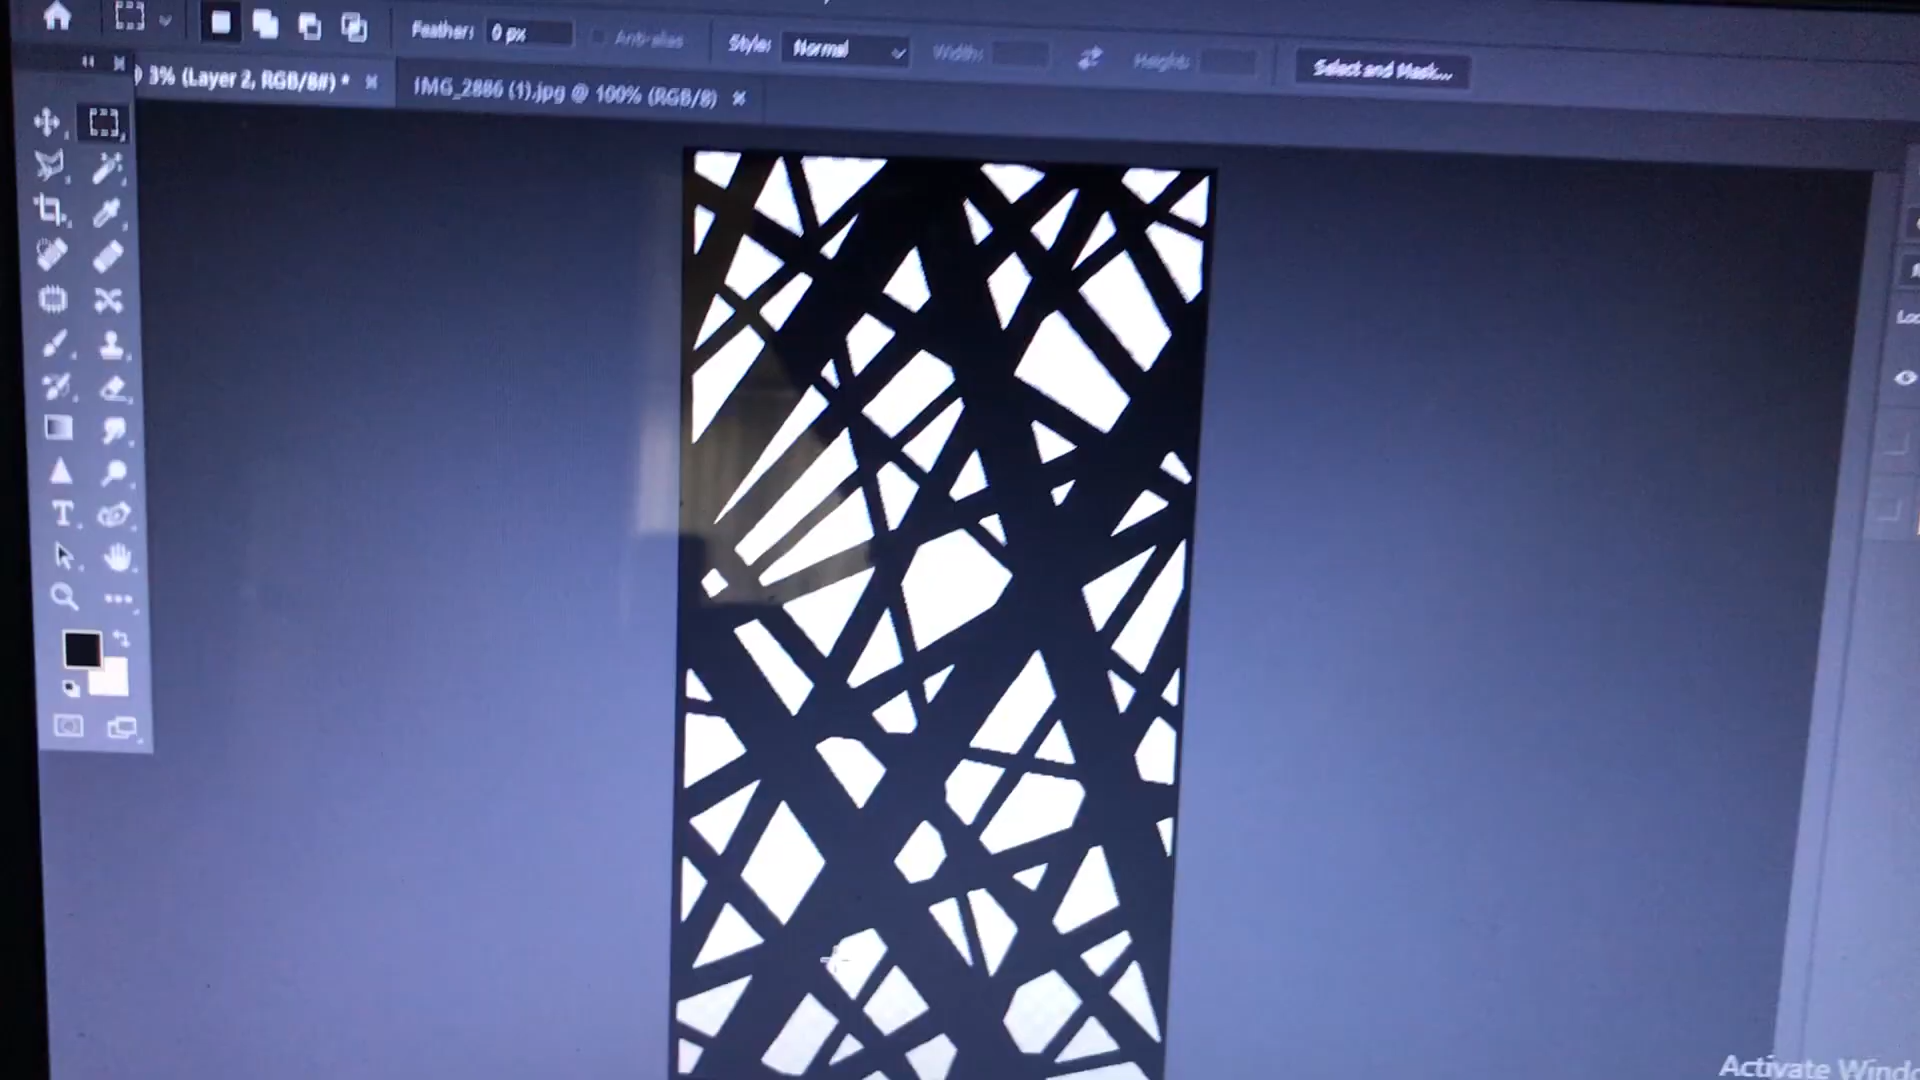 Feather: 0 px Anti-alias Style: Normal Width: Height: Select and Mask...
3% (Layer 2, RGB/8#) * × IMG_2886 (1).jpg @ 100% (RGB/8) ×
Loc
T
Activate Windo